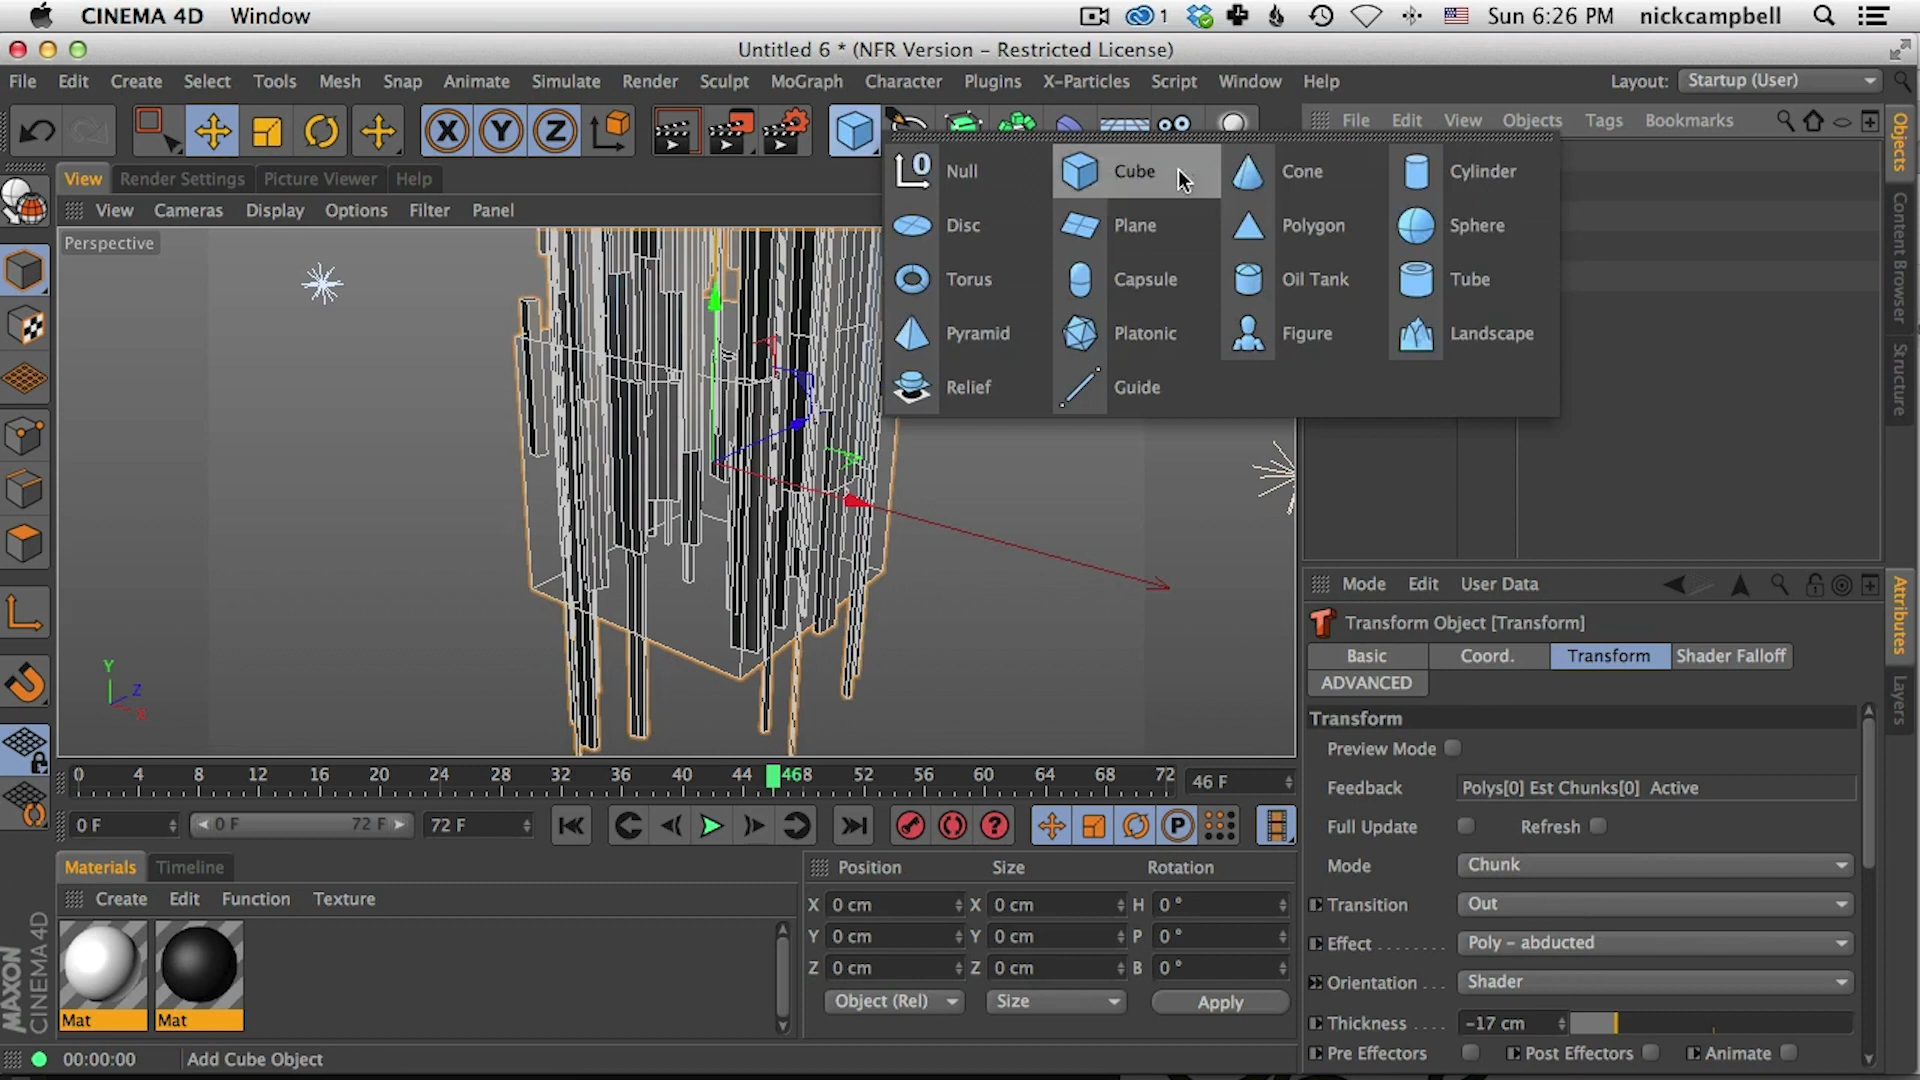 CINEMA 4D Window
1 Sun 6:26 PM nickcampbell
Untitled 6 * (NFR Version - Restricted License)
File Edit Create Select Tools Mesh Snap Animate Simulate Render Sculpt MoGraph Character Plugins X-Particles Script Window Help
Layout: Startup (User)
X Y Z
File Edit View Objects Tags Bookmarks
View Render Settings Picture Viewer Help
View Cameras Display Options Filter Panel
Perspective
0 Null Cube Cone Cylinder
Disc Plane Polygon Sphere
Torus Capsule Oil Tank Tube
Pyramid Platonic Figure Landscape
Relief Guide
Objects
Content Browser
Structure
Y
Z
X
Mode Edit User Data
Transform Object [Transform]
Basic Coord. Transform Shader Falloff
ADVANCED
Transform
Preview Mode
Feedback Polys[0] Est Chunks[0] Active
Full Update Refresh
Mode Chunk
Transition Out
Effect Poly - abducted
Orientation Shader
Thickness -17 cm
Pre Effectors Post Effectors Animate
Attributes
Layers
0 4 8 12 16 20 24 28 32 36 40 44 468 52 56 60 64 68 72 46 F
0 F 0 F 72 F 72 F P
Materials Timeline
Create Edit Function Texture
Mat Mat
Position Size Rotation
X 0 cm X 0 cm H 0 °
Y 0 cm Y 0 cm P 0 °
Z 0 cm Z 0 cm B 0 °
Object (Rel) Size Apply
MAXON
CINEMA 4D
00:00:00 Add Cube Object